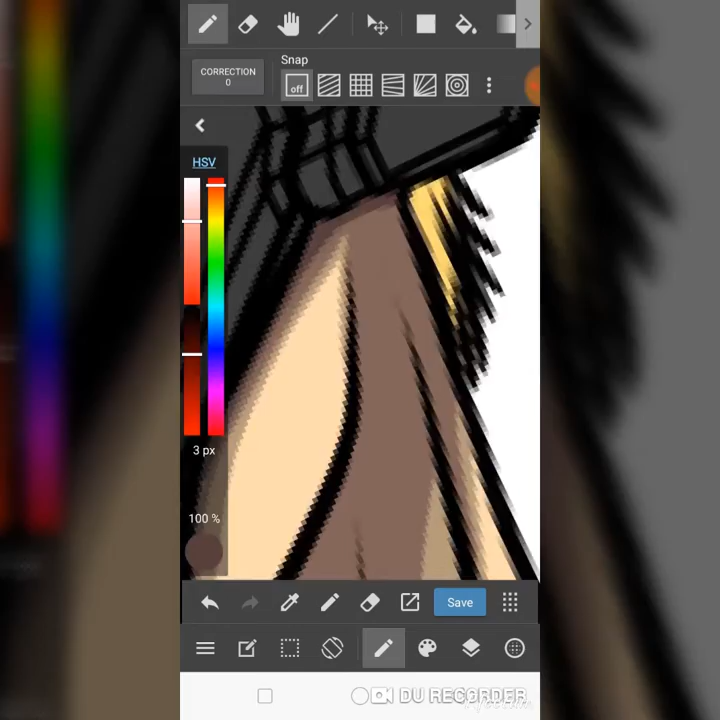 Snap
CORRECTION
0
off
HSV
3 px
100 %
Save
DU RECORDER